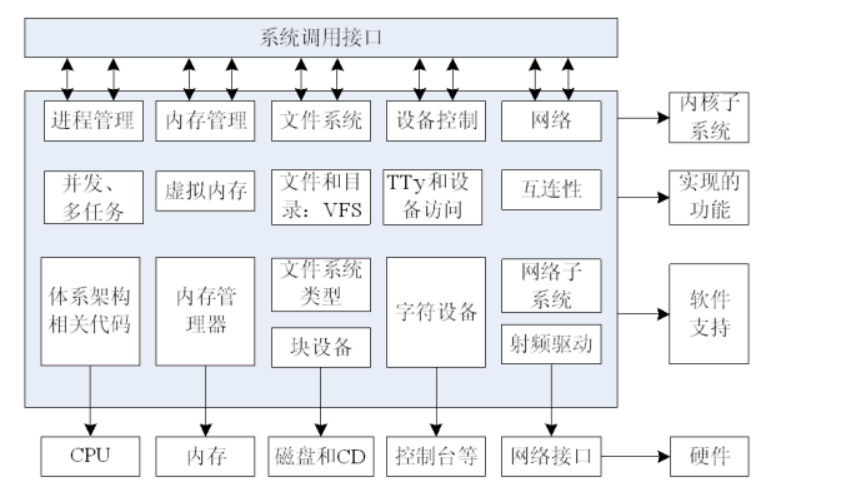 系统调用接口
进程管理
内存管理
文件系统
设备控制
网络
内核子
系统
并发、
多任务
虚拟内存
文件和目
录：VFS
TTy和设
备访问
互连性
实现的
功能
体系架构
相关代码
内存管
理器
文件系统
类型
块设备
字符设备
网络子
系统
射频驱动
软件
支持
CPU
内存
磁盘和CD
控制台等
网络接口
硬件